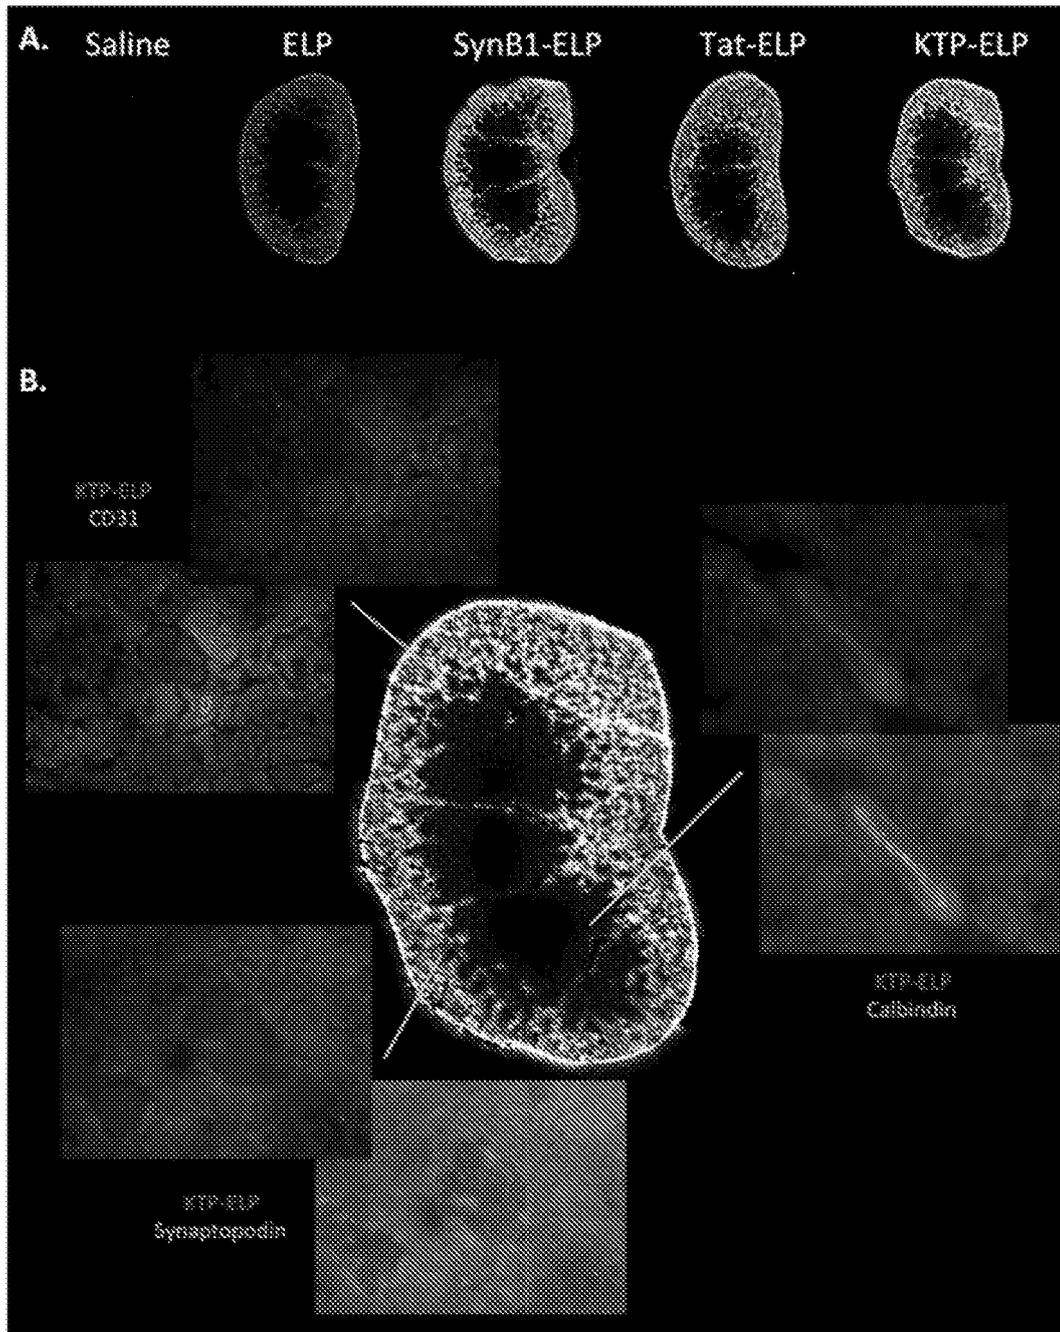 A.
Saline ELP SynB1-ELP Tat-ELP KTP-ELP
B.
KTP-ELP
CD31
KTP-ELP
Calbindin
KTP-ELP
Synaptopodin